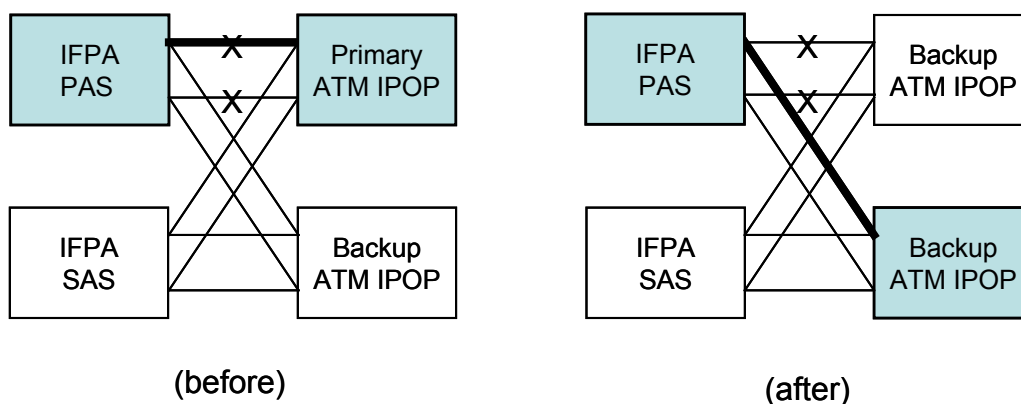 IFPA
PAS
X
X
Primary
ATM IPOP
IFPA
SAS
Backup
ATM IPOP
(before)
IFPA
PAS
X
X
Backup
ATM IPOP
IFPA
SAS
Backup
ATM IPOP
(after)